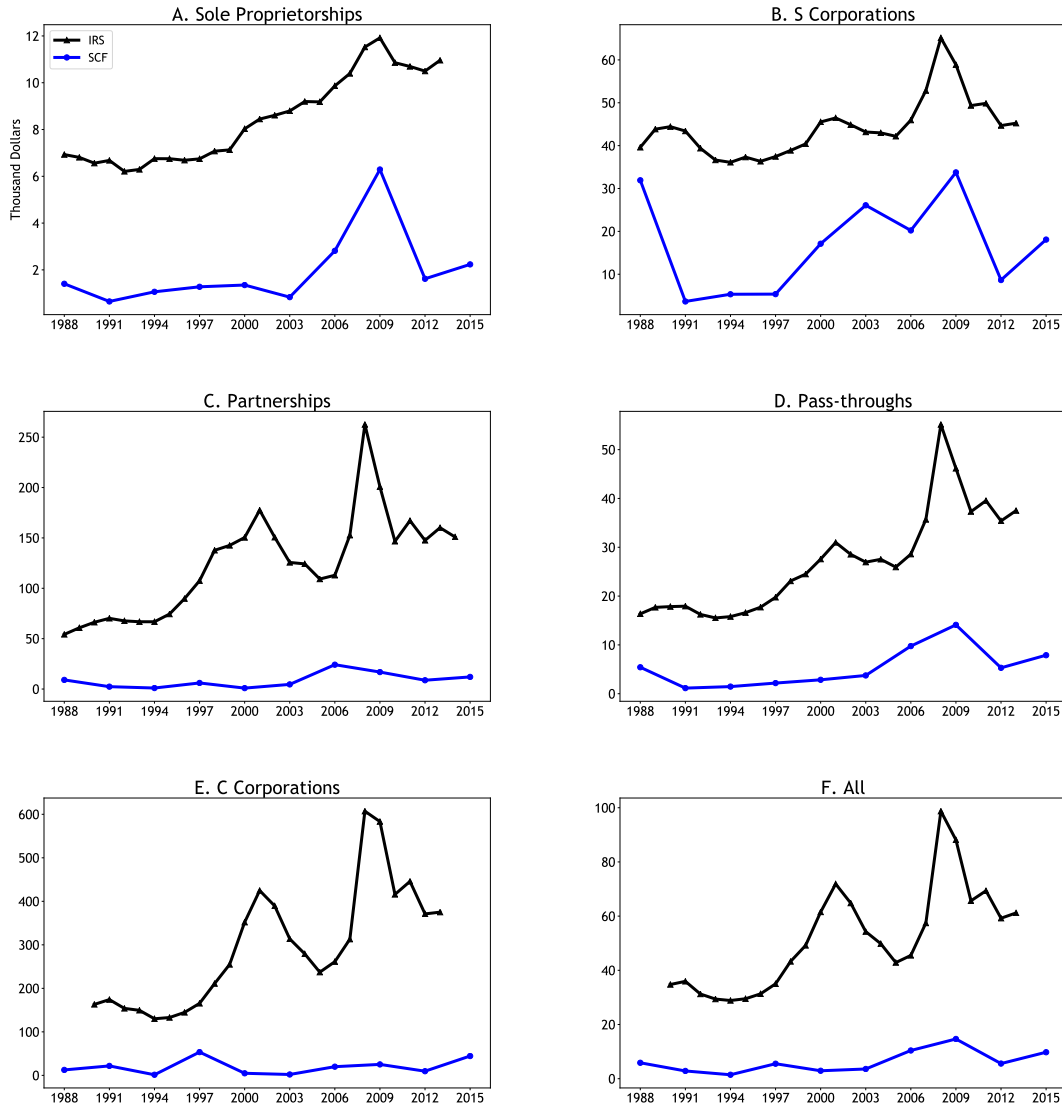 A. Sole Proprietorships
IRS
SCF
Thousand Dollars
12
10
8
6
4
2
1988 1991 1994 1997 2000 2003 2006 2009 2012 2015
B. S Corporations
60
50
40
30
20
10
1988 1991 1994 1997 2000 2003 2006 2009 2012 2015
C. Partnerships
250
200
150
100
50
0
1988 1991 1994 1997 2000 2003 2006 2009 2012 2015
D. Pass-throughs
50
40
30
20
10
0
1988 1991 1994 1997 2000 2003 2006 2009 2012 2015
E. C Corporations
600
500
400
300
200
100
0
1988 1991 1994 1997 2000 2003 2006 2009 2012 2015
F. All
100
80
60
40
20
0
1988 1991 1994 1997 2000 2003 2006 2009 2012 2015